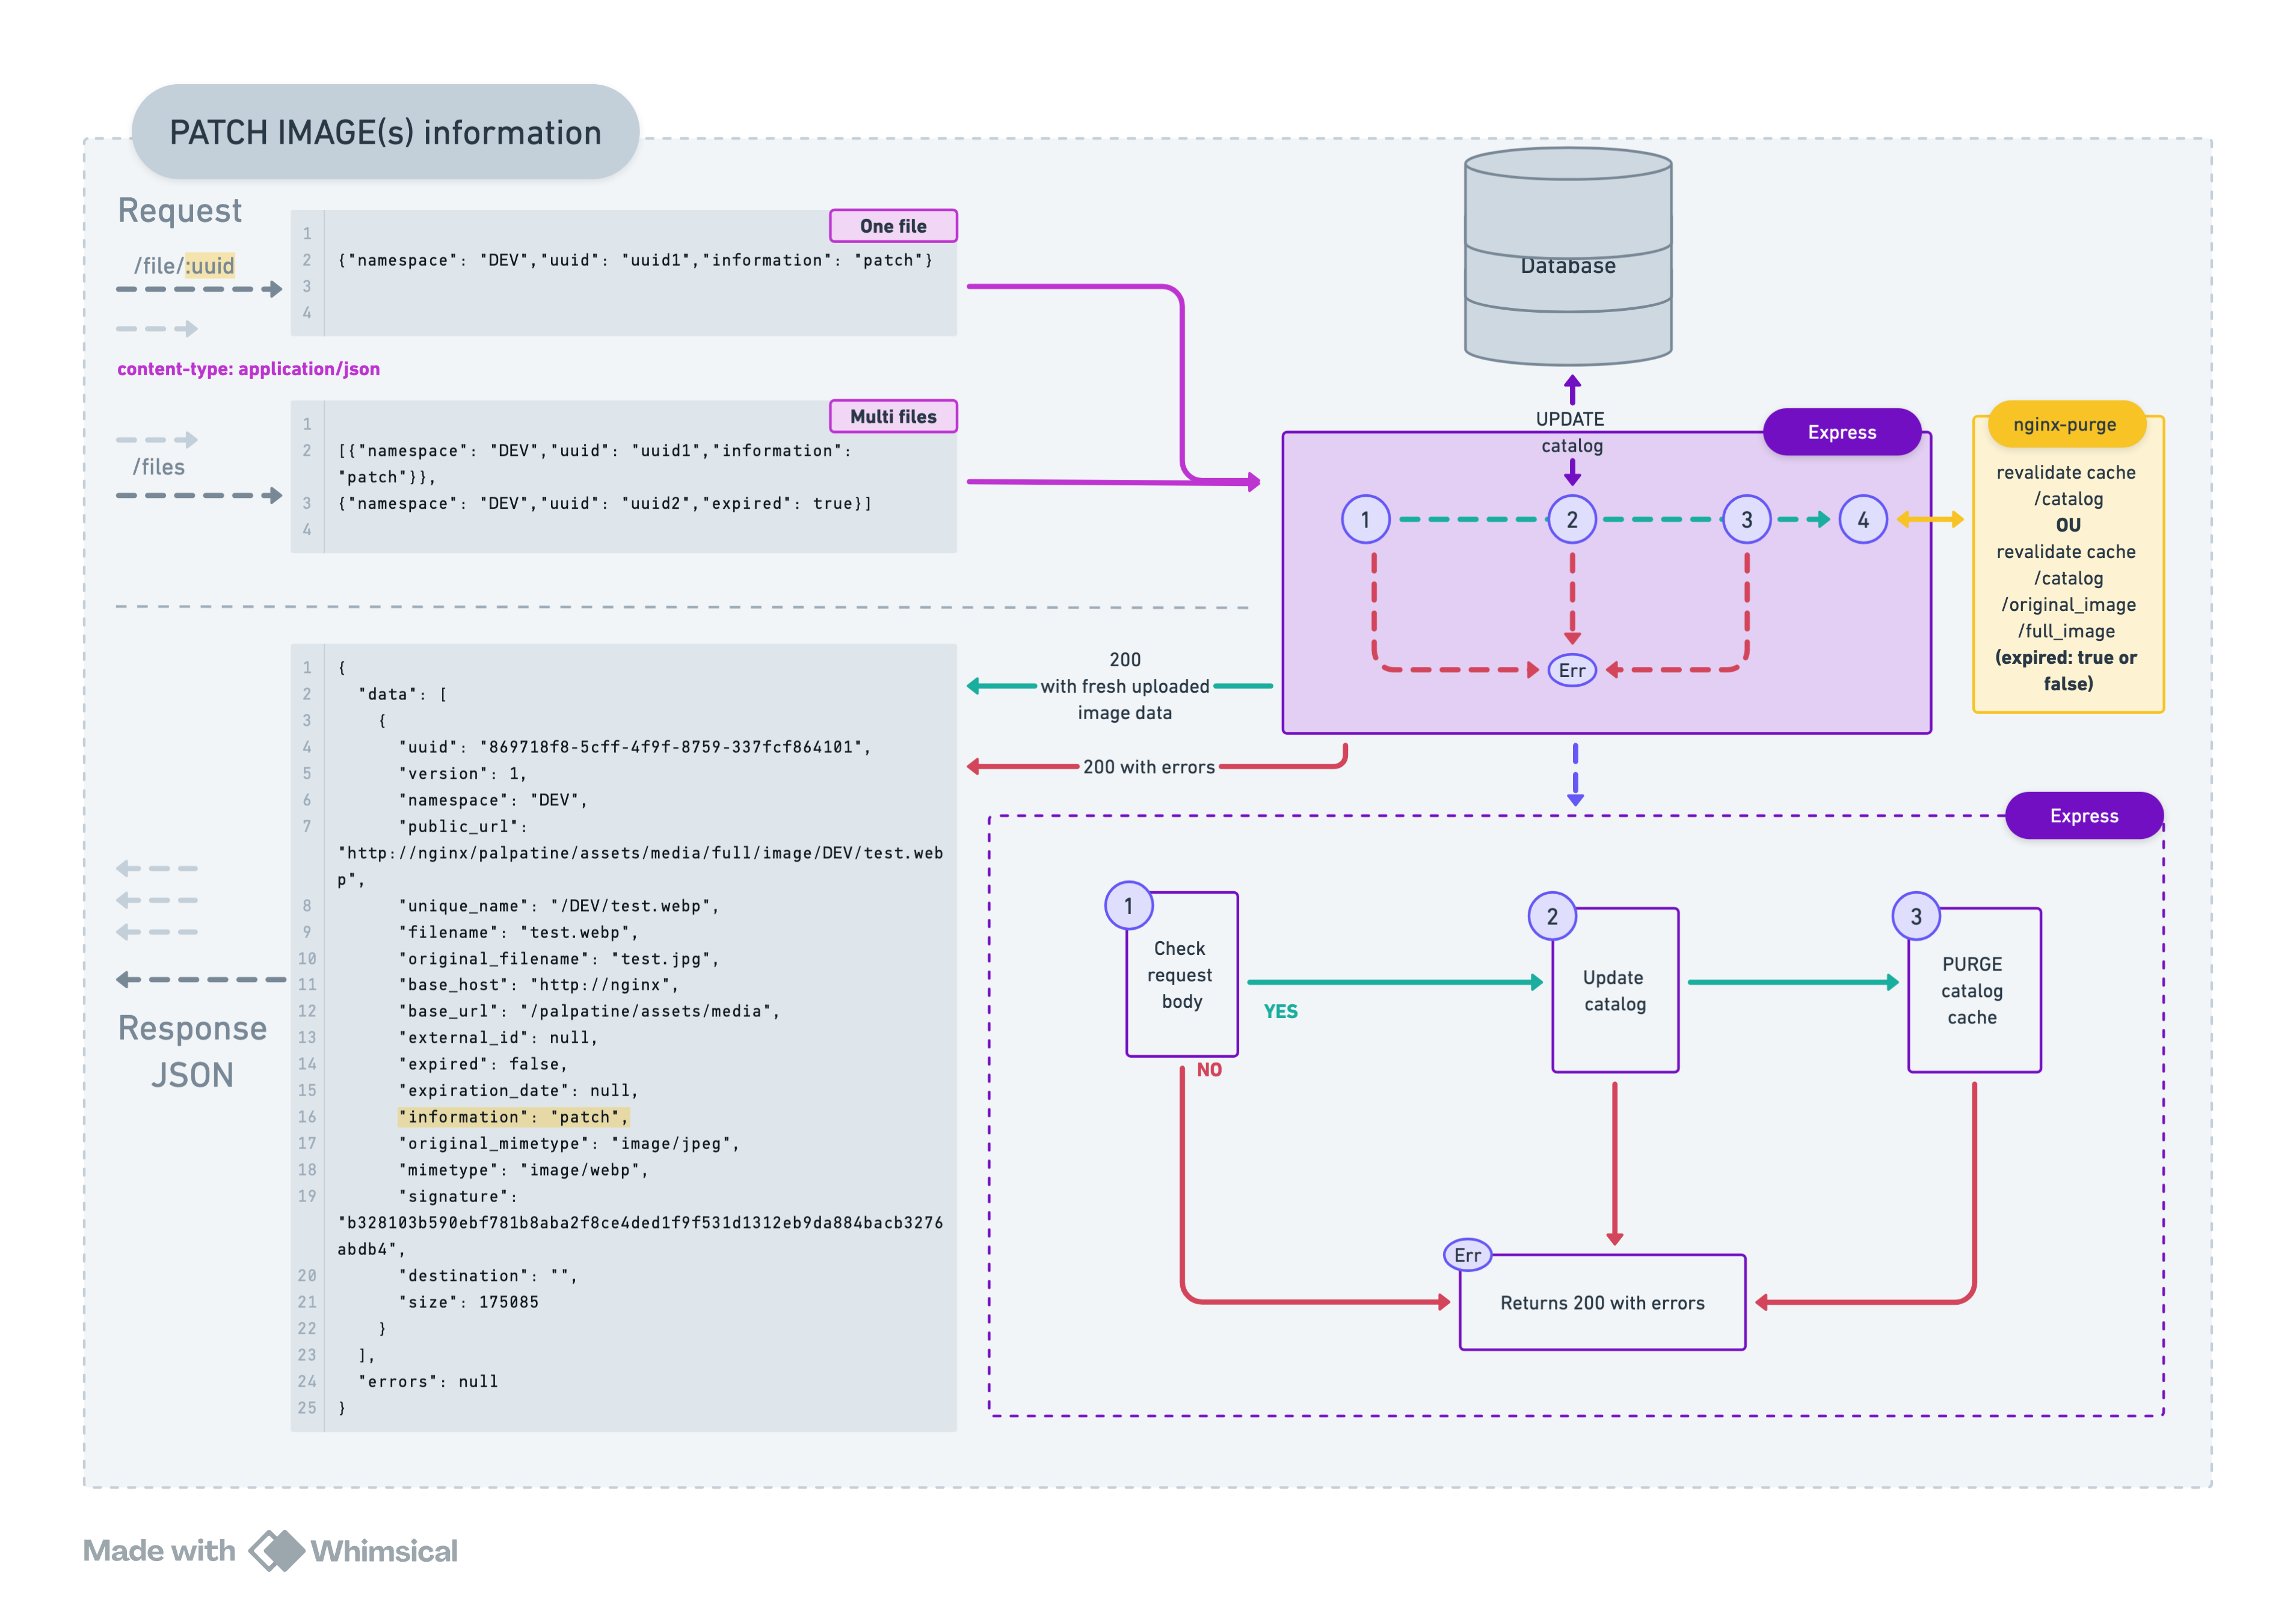 PATCH IMAGE(s) information
Request
/file/:uuid
One file
1
2 {"namespace": "DEV","uuid": "uuid1","information": "patch"}
3
4
content-type: application/json
/files
Multi files
1
2 [{"namespace": "DEV","uuid": "uuid1","information":
"patch"}},
3 {"namespace": "DEV","uuid": "uuid2","expired": true}]
4
Database
UPDATE
catalog
Express
1
2
3
4
Err
nginx-purge
revalidate cache
/catalog
OU
revalidate cache
/catalog
/original_image
/full_image
(expired: true or
false)
200
with fresh uploaded
image data
200 with errors
1 {
2 "data": [
3 {
4 "uuid": "869718f8-5cff-4f9f-8759-337fcf864101",
5 "version": 1,
6 "namespace": "DEV",
7 "public_url":
"http://nginx/palpatine/assets/media/full/image/DEV/test.web
p",
8 "unique_name": "/DEV/test.webp",
9 "filename": "test.webp",
10 "original_filename": "test.jpg",
11 "base_host": "http://nginx",
12 "base_url": "/palpatine/assets/media",
13 "external_id": null,
14 "expired": false,
15 "expiration_date": null,
16 "information": "patch",
17 "original_mimetype": "image/jpeg",
18 "mimetype": "image/webp",
19 "signature":
"b328103b590ebf781b8aba2f8ce4ded1f9f531d1312eb9da884bacb3276
abdb4",
20 "destination": "",
21 "size": 175085
22 }
23 ],
24 "errors": null
25 }
Response
JSON
Express
1
Check
request
body
YES
NO
2
Update
catalog
3
PURGE
catalog
cache
Err
Returns 200 with errors
Made with Whimsical